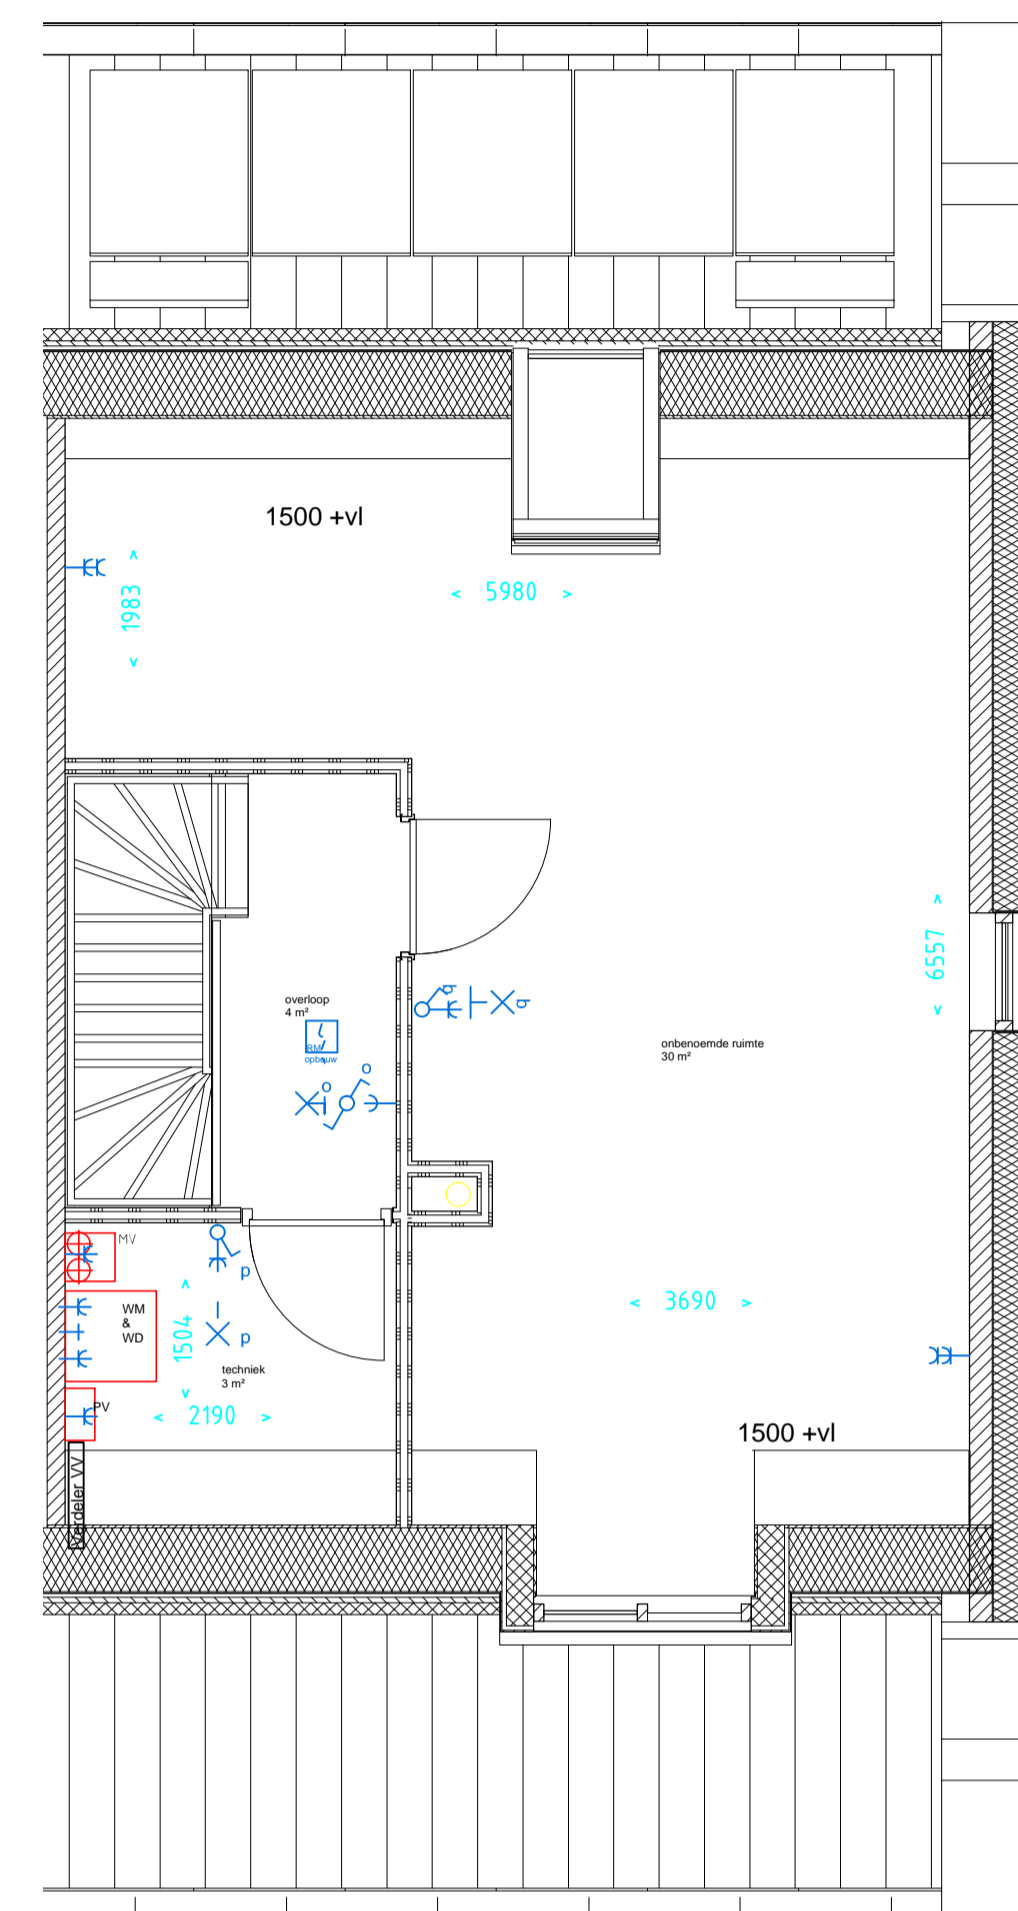 1500 +vl
1983
5980
6557
q
q
overloop
4 m²
RM
opbouw
onbenoemde ruimte
30 m²
o
o
MV
p
WM
&
WD
p
1504
3690
techniek
3 m²
PV
2190
1500 +vl
Verdeler VV